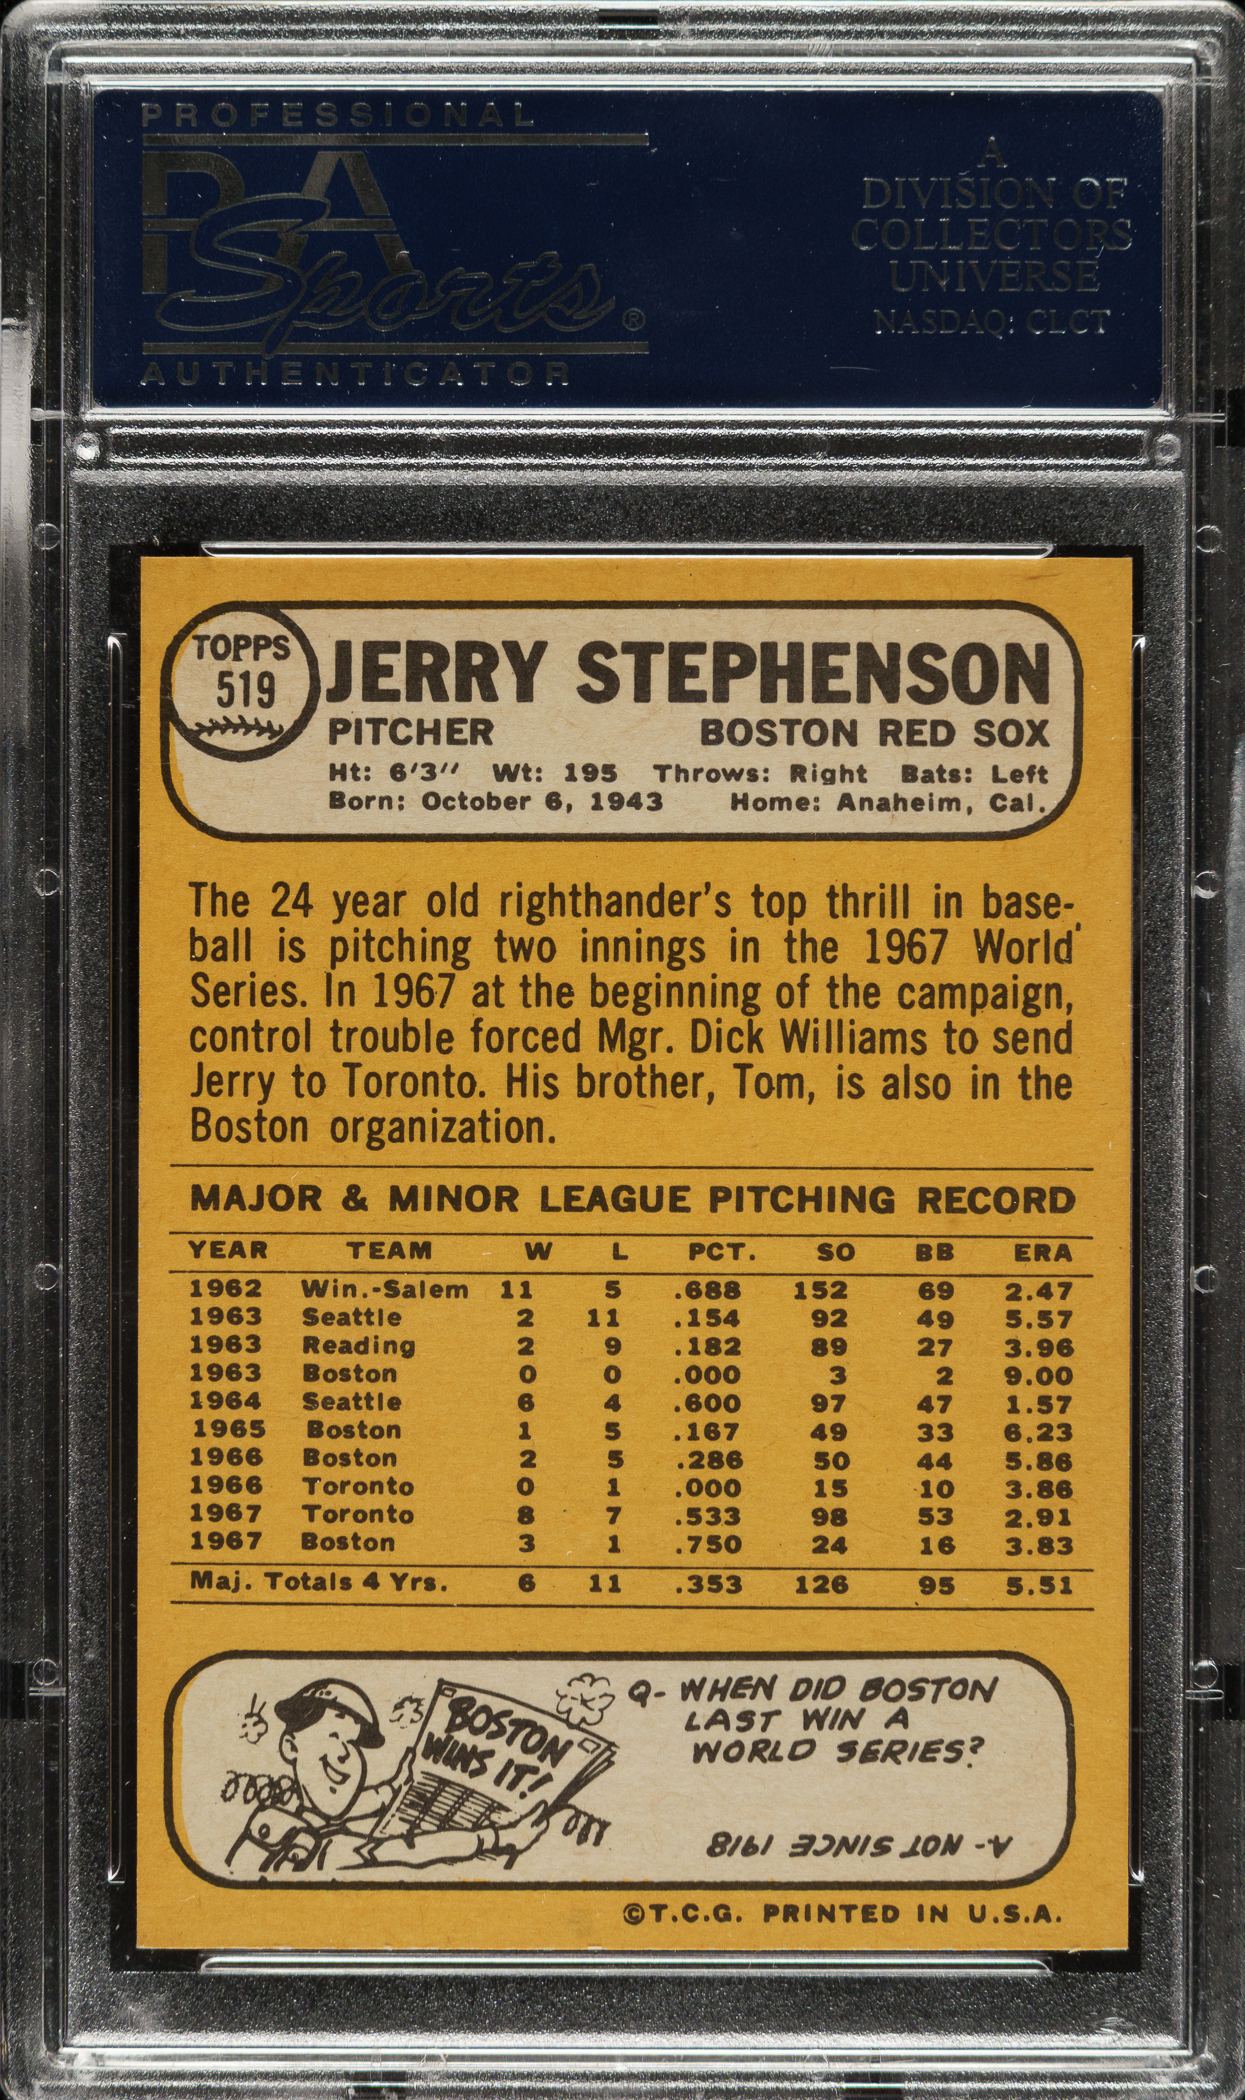 PROFESSIONAL
PSA
Sports®
AUTHENTICATOR
A
DIVISION OF
COLLECTORS
UNIVERSE
NASDAQ: CLCT
TOPPS
519
JERRY STEPHENSON
PITCHER BOSTON RED SOX
Ht: 6'3" Wt: 195 Throws: Right Bats: Left
Born: October 6, 1943 Home: Anaheim, Cal.
The 24 year old righthander's top thrill in base-
ball is pitching two innings in the 1967 World
Series. In 1967 at the beginning of the campaign,
control trouble forced Mgr. Dick Williams to send
Jerry to Toronto. His brother, Tom, is also in the
Boston organization.
MAJOR & MINOR LEAGUE PITCHING RECORD
YEAR TEAM W L PCT. SO BB ERA
1962 Win.-Salem 11 5 .688 152 69 2.47
1963 Seattle 2 11 .154 92 49 5.57
1963 Reading 2 9 .182 89 27 3.96
1963 Boston 0 0 .000 3 2 9.00
1964 Seattle 6 4 .600 97 47 1.57
1965 Boston 1 5 .167 49 33 6.23
1966 Boston 2 5 .286 50 44 5.86
1966 Toronto 0 1 .000 15 10 3.86
1967 Toronto 8 7 .533 98 53 2.91
1967 Boston 3 1 .750 24 16 3.83
Maj. Totals 4 Yrs. 6 11 .353 126 95 5.51
BOSTON
WINS IT!
Q- WHEN DID BOSTON
LAST WIN A
WORLD SERIES?
A- NOT SINCE 1918
©T.C.G. PRINTED IN U.S.A.